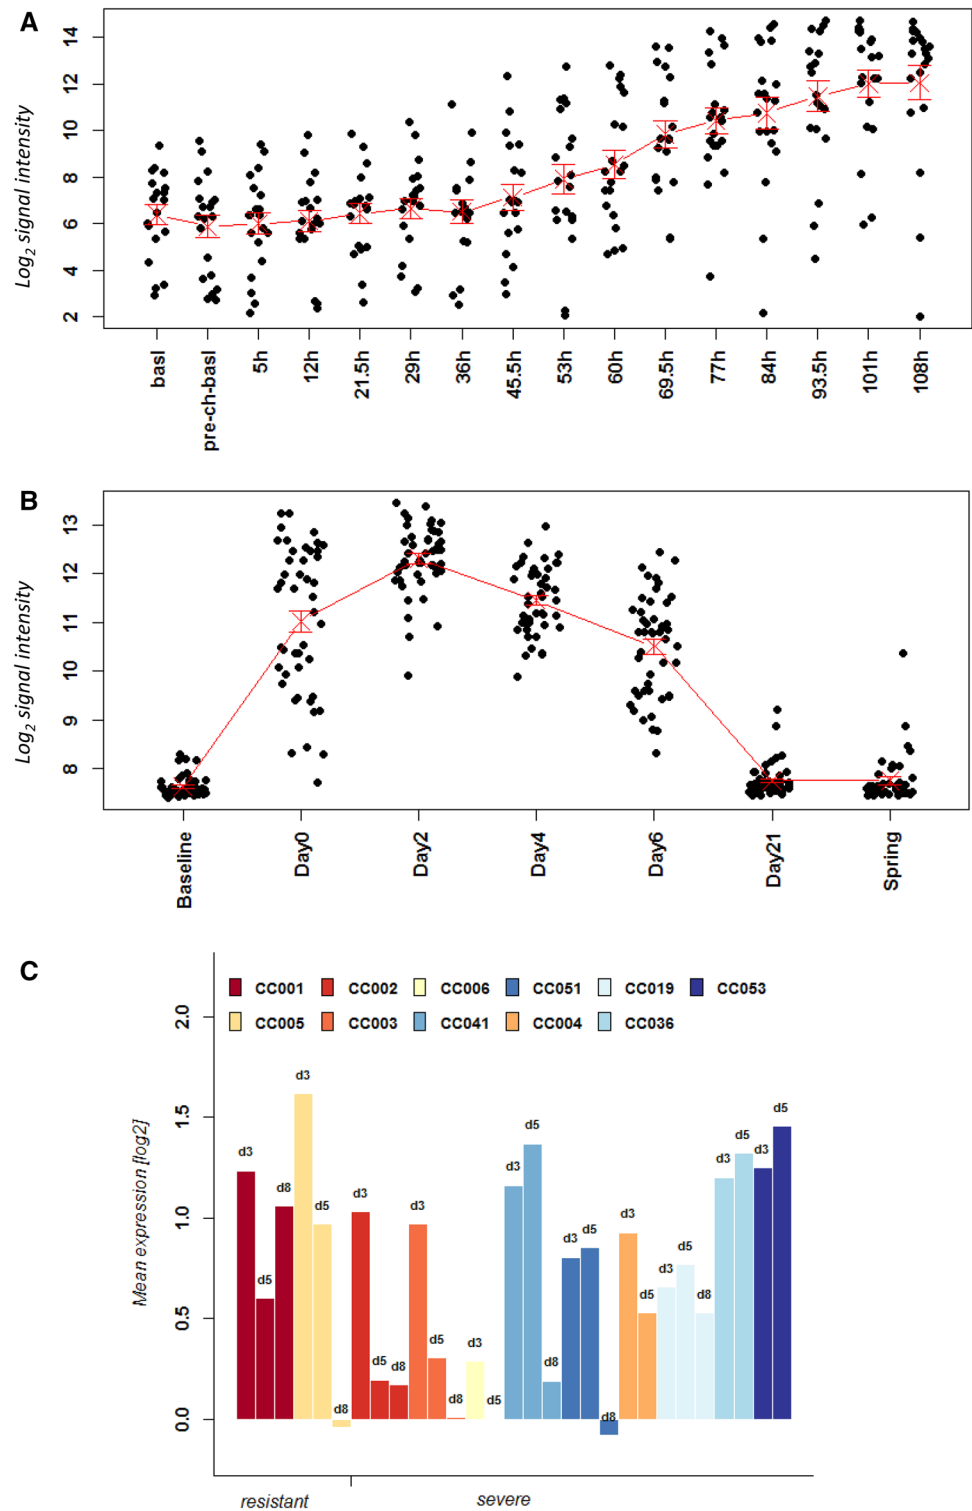 A
Log2 signal intensity
14
12
10
8
6
4
2
basl
pre-ch-basl
5h
12h
21.5h
29h
36h
45.5h
53h
60h
69.5h
77h
84h
93.5h
101h
108h
B
Log2 signal intensity
13
12
11
10
9
8
Baseline
Day0
Day2
Day4
Day6
Day21
Spring
C
CC001 CC002 CC006 CC051 CC019 CC053
CC005 CC003 CC041 CC004 CC036
Mean expression [log2]
2.0
1.5
1.0
0.5
0.0
d3
d5
d8
d3
d5
d8
d3
d5
d8
d3
d5
d8
d3
d5
d3
d5
d8
d3
d5
d8
d3
d5
d3
d5
d8
d3
d5
d3
d5
resistant severe